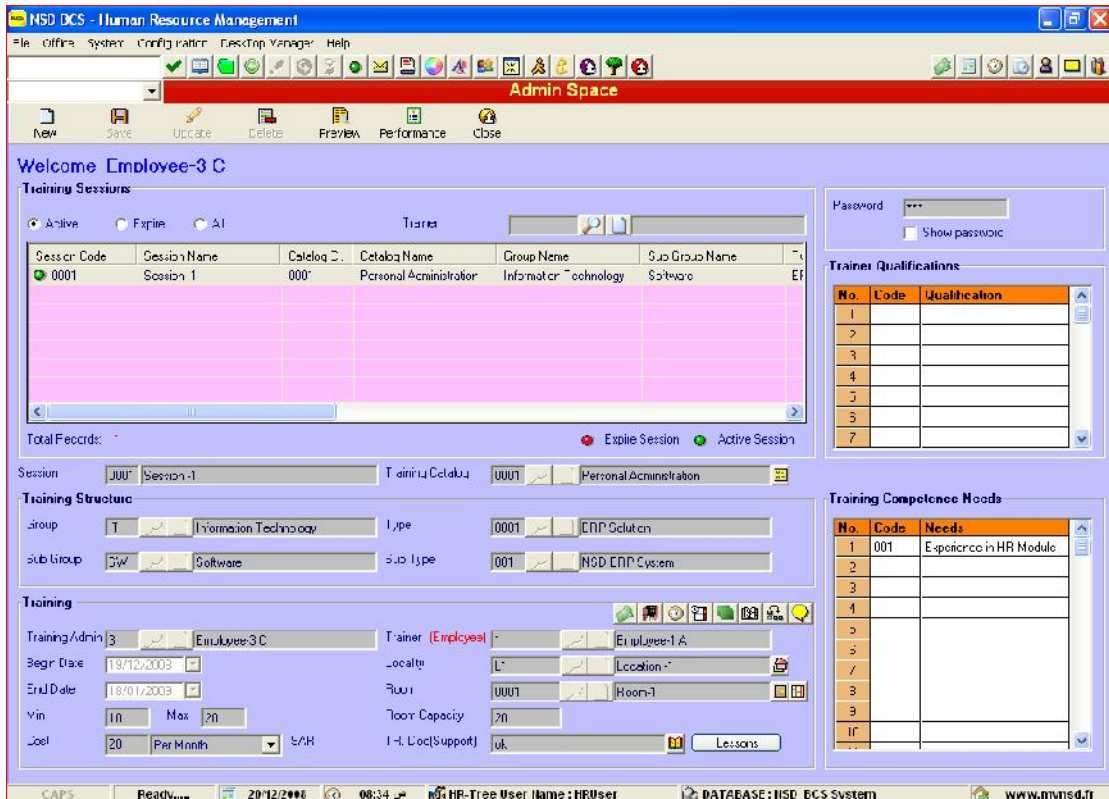 NSD BCS - Human Resource Management
File Office System Configuration DeskTop Manager Help
Admin Space
New Save Update Delete Preview Performance Close
Welcome Employee-3 C
Training Sessions
Active Expire All Trainer
Password ***
Show password
Session Code Session Name Catalog Name Group Name Sub Group Name
0001 Session-1 0001 Personal Administration Information Technology Software
Trainer Qualifications
No. Code Qualification
1
2
3
4
5
6
7
Total Records:
Expire Session Active Session
Session 0001 Session-1 Training Catalog 0001 Personal Administration
Training Structure
Group IT Information Technology Type 0001 ERP Solution
Sub Group SW Software Sub Type 001 NSD ERP System
Training Competence Needs
No. Code Needs
1 001 Experience in HR Module
2
3
4
5
6
7
8
9
10
Training
Training Admin 3 Employee-3 C Trainer (Employee) 1 Employee-1 A
Begin Date Locality L1 Location-1
End Date Room 0001 Room-1
Min 10 Max 20 Room Capacity 20
Cost 20 Per Month SAR TR. Doc(Support) ok Lessons
CAPS Ready.... 20/12/2008 08:34 HR-Tree User Name : HRUser DATABASE : NSD BCS System www.mynsd.fr